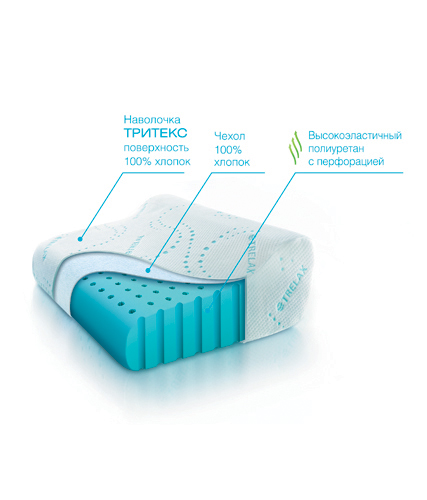 Наволочка
ТРИТЕКС
поверхность
100% хлопок
Чехол
100%
хлопок
Высокоэластичный
полиуретан
с перфорацией
TRELAX